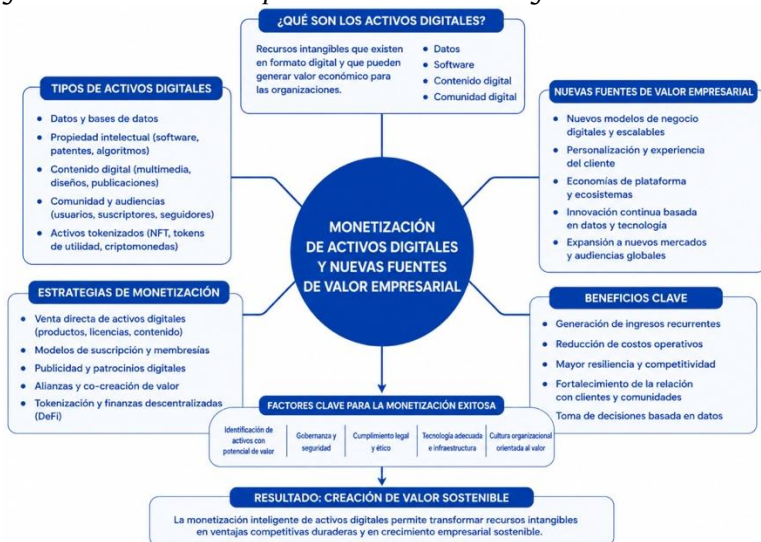 ¿QUÉ SON LOS ACTIVOS DIGITALES?
Recursos intangibles que existen
en formato digital y que pueden
generar valor económico para
las organizaciones.
• Datos
• Software
• Contenido digital
• Comunidad digital
TIPOS DE ACTIVOS DIGITALES
• Datos y bases de datos
• Propiedad intelectual (software,
patentes, algoritmos)
• Contenido digital (multimedia,
diseños, publicaciones)
• Comunidad y audiencias
(usuarios, suscriptores, seguidores)
• Activos tokenizados (NFT, tokens
de utilidad, criptomonedas)
NUEVAS FUENTES DE VALOR EMPRESARIAL
• Nuevos modelos de negocio
digitales y escalables
• Personalización y experiencia
del cliente
• Economías de plataforma
y ecosistemas
• Innovación continua basada
en datos y tecnología
• Expansión a nuevos mercados
y audiencias globales
MONETIZACIÓN
DE ACTIVOS DIGITALES
Y NUEVAS FUENTES
DE VALOR EMPRESARIAL
ESTRATEGIAS DE MONETIZACIÓN
• Venta directa de activos digitales
(productos, licencias, contenido)
• Modelos de suscripción y membresías
• Publicidad y patrocinios digitales
• Alianzas y co-creación de valor
• Tokenización y finanzas descentralizadas
(DeFi)
BENEFICIOS CLAVE
• Generación de ingresos recurrentes
• Reducción de costos operativos
• Mayor resiliencia y competitividad
• Fortalecimiento de la relación
con clientes y comunidades
Toma de decisiones basada en datos
FACTORES CLAVE PARA LA MONETIZACIÓN EXITOSA
Identificación de
activos con
potencial de valor
Gobernanza y
seguridad
Cumplimiento legal
y ético
Tecnología adecuada
e infraestructura
Cultura organizacional
orientada al valor
RESULTADO: CREACIÓN DE VALOR SOSTENIBLE
La monetización inteligente de activos digitales permite transformar recursos intangibles
en ventajas competitivas duraderas y en crecimiento empresarial sostenible.